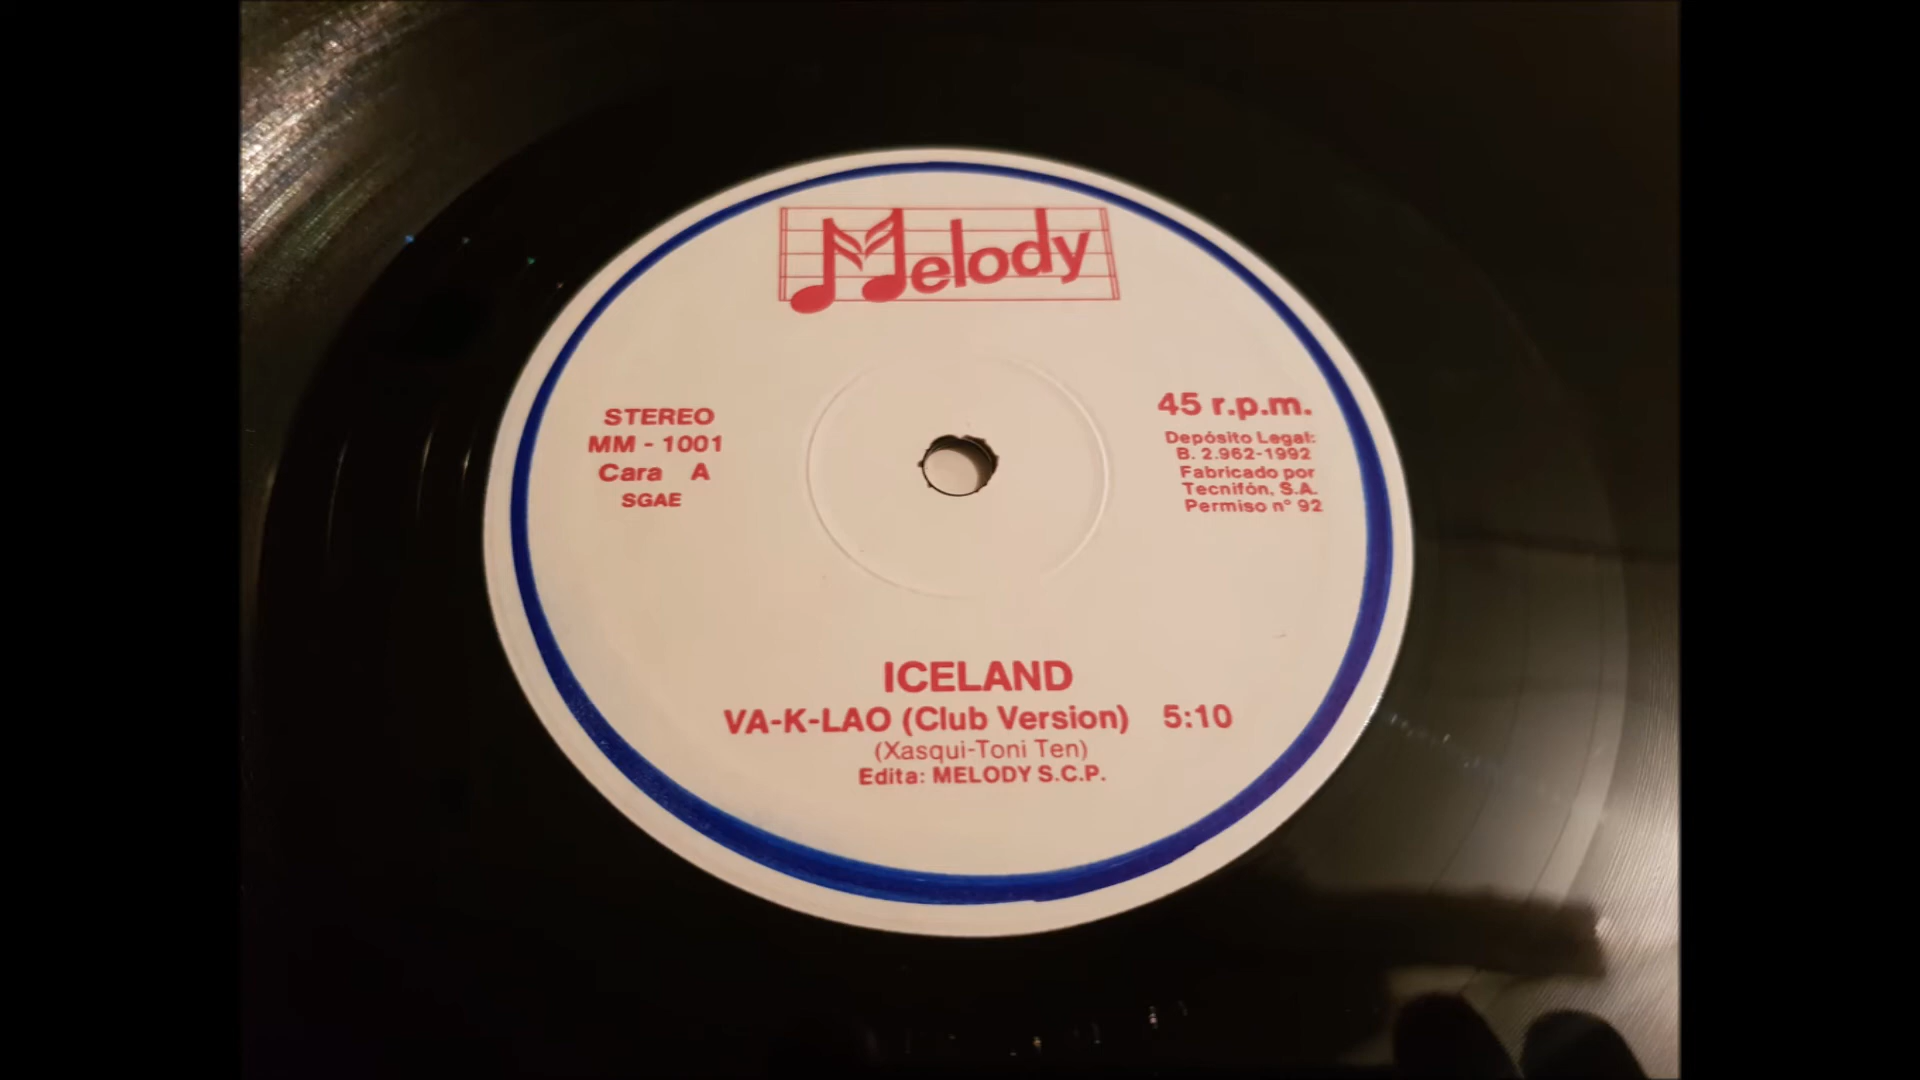 Melody
STEREO
MM - 1001
Cara A
SGAE
45 r.p.m.
Depósito Legal:
B. 2.962-1992
Fabricado por
Tecnifón, S.A.
Permiso nº 92
ICELAND
VA-K-LAO (Club Version) 5:10
(Xasqui-Toni Ten)
Edita: MELODY S.C.P.